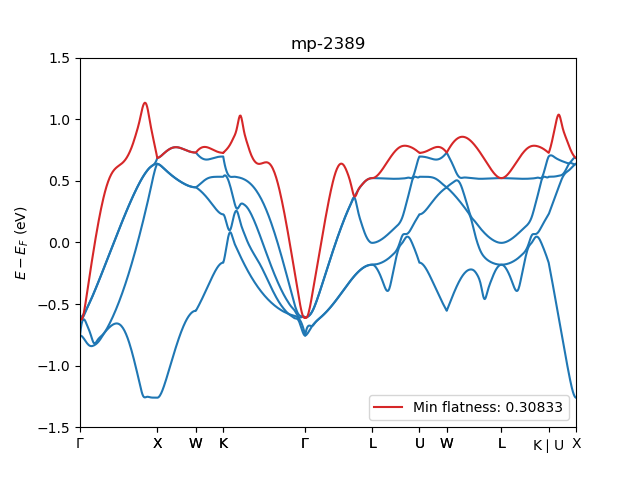 mp-2389
E − E_F (eV)
1.5
1.0
0.5
0.0
−0.5
−1.0
−1.5
Min flatness: 0.30833
Γ X W K Γ L U W L K | U X